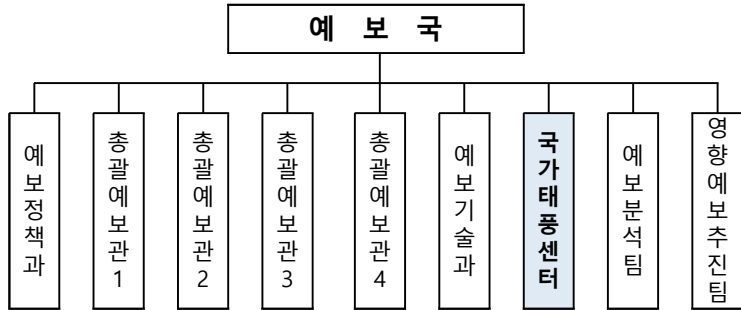 예 보 국
예보정책과
총괄예보관1
총괄예보관2
총괄예보관3
총괄예보관4
예보기술과
국가태풍센터
예보분석팀
영향예보추진팀